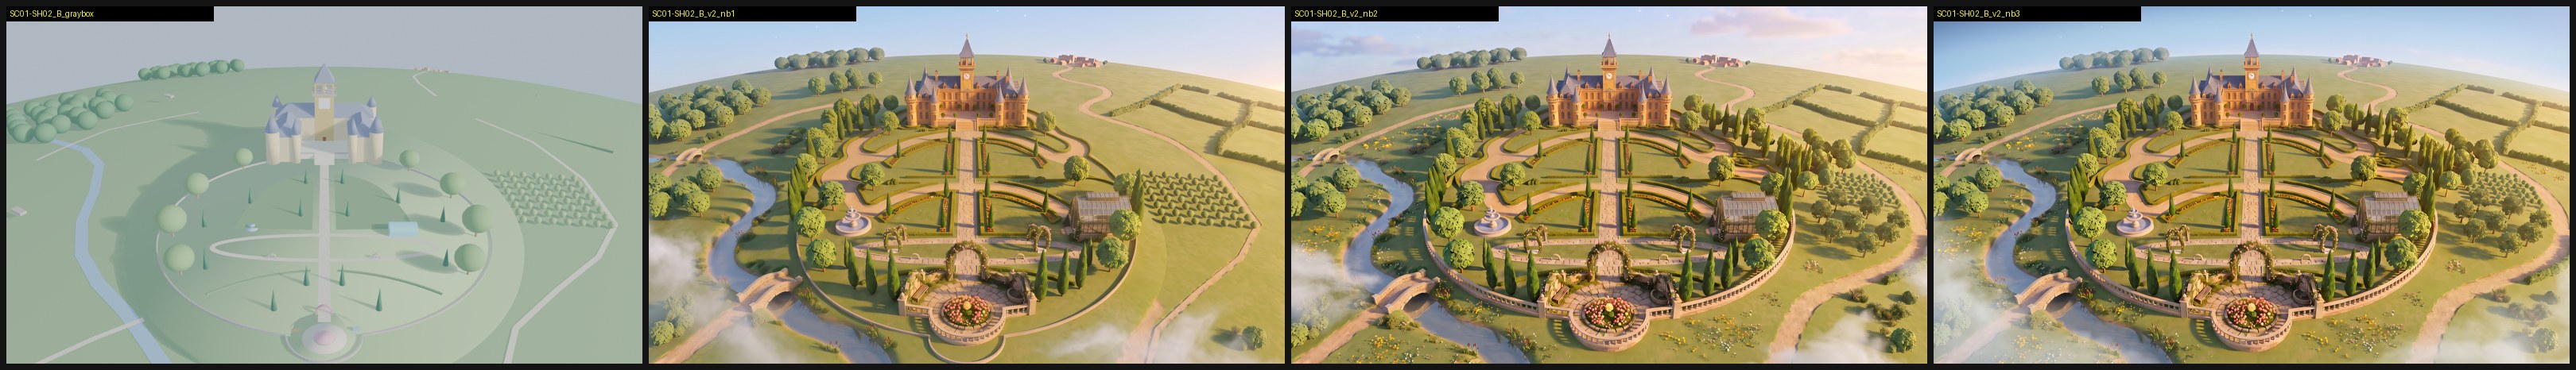 SC01-SH02_B_graybox
SC01-SH02_B_v2_nb1
SC01-SH02_B_v2_nb2
SC01-SH02_B_v2_nb3